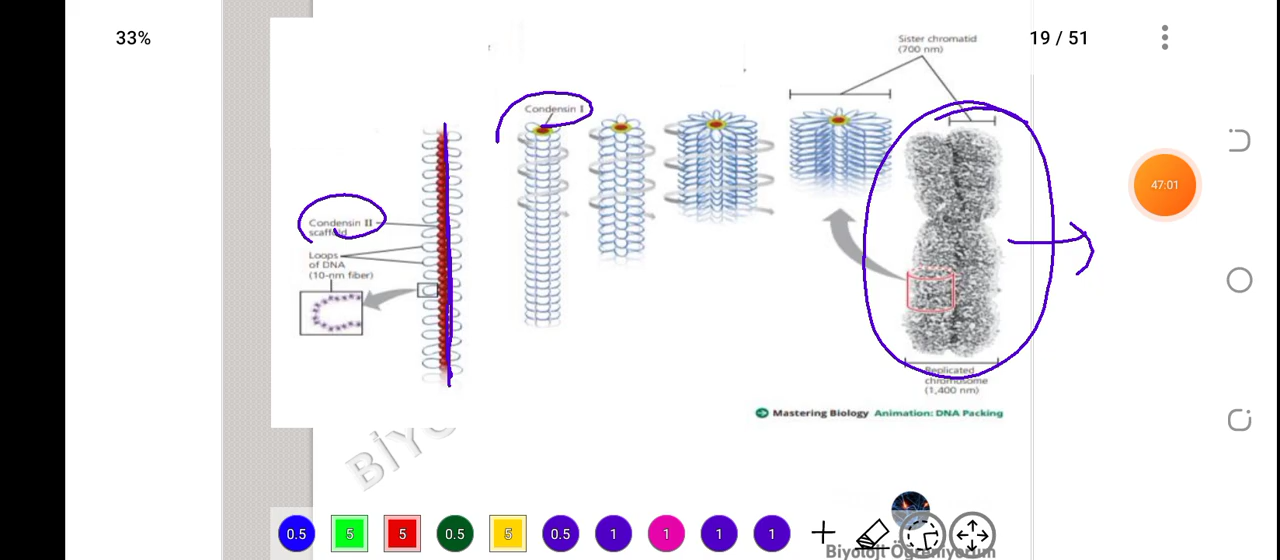 33%
Sister chromatid
(700 nm)
19 / 51
Condensin I
Condensin II
scaffold
Loops
of DNA
(10-nm fiber)
47:01
Replicated
chromosome
(1,400 nm)
Mastering Biology Animation: DNA Packing
BİYO
0.5 5 5 0.5 5 0.5 1 1 1 1
Biyoloji Öğreniyorum